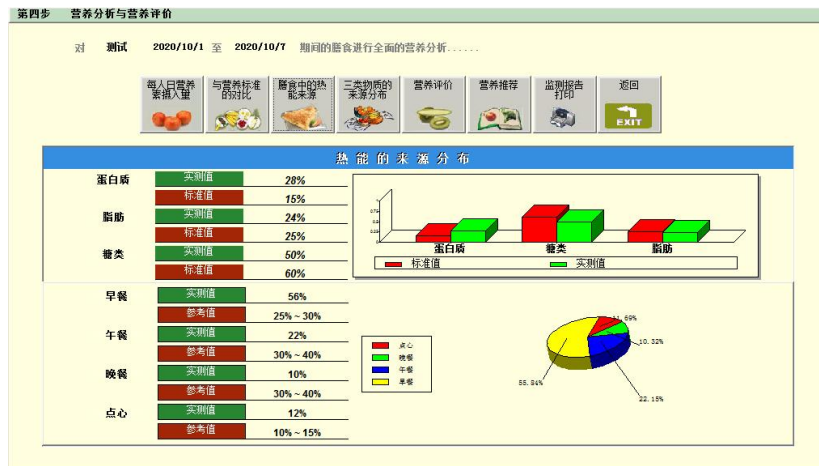 第四步 营养分析与营养评价
对 测试 2020/10/1 至 2020/10/7 期间的膳食进行全面的营养分析......
每人日营养素摄入量
与营养标准的对比
膳食中的热能来源
三类物质的来源分布
营养评价
营养推荐
监测报告打印
返回
EXIT
热能的来源分布
蛋白质 实测值 28%
标准值 15%
脂肪 实测值 24%
标准值 25%
糖类 实测值 50%
标准值 60%
1
0.75
0.5
0.25
0
蛋白质 糖类 脂肪
标准值 实测值
早餐 实测值 56%
参考值 25% ~ 30%
午餐 实测值 22%
参考值 30% ~ 40%
晚餐 实测值 10%
参考值 30% ~ 40%
点心 实测值 12%
参考值 10% ~ 15%
点心
晚餐
午餐
早餐
11.69%
10.32%
55.84%
22.15%